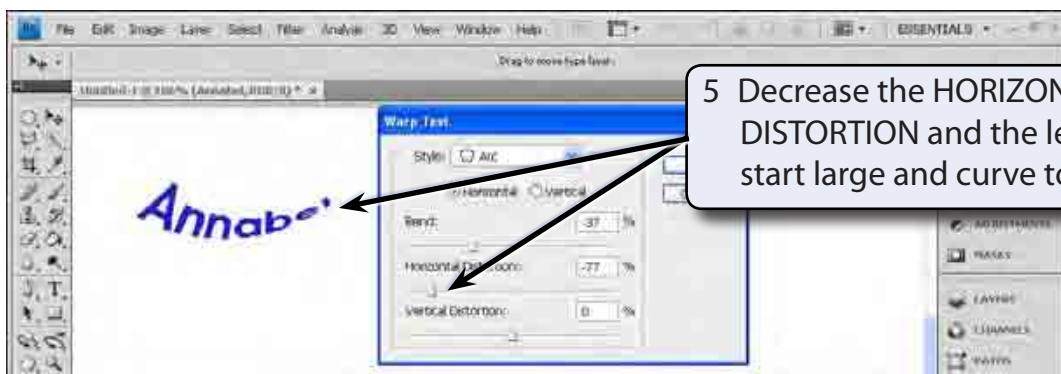 File Edit Image Layer Select Filter Analysis 3D View Window Help ESSENTIALS
Drag to move type layer.
Warp Text
5 Decrease the HORIZON
DISTORTION and the le
start large and curve to
Style: Arc
Horizontal Vertical
Annabe
Bend: -37 %
ADJUSTMENTS
MASKS
Horizontal Distortion: -77 %
Vertical Distortion: 0 %
LAYERS
CHANNELS
PATHS